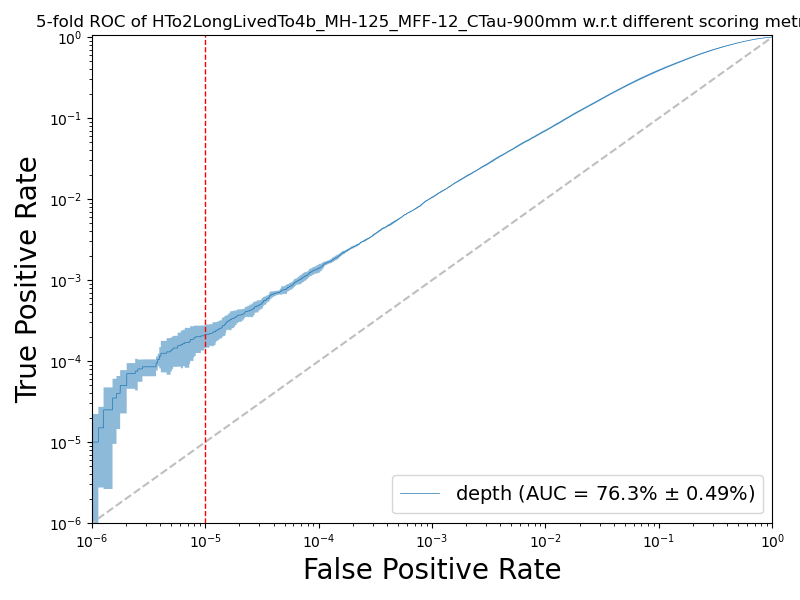 5-fold ROC of HTo2LongLivedTo4b_MH-125_MFF-12_CTau-900mm w.r.t different scoring metr
10⁰
10⁻¹
10⁻²
10⁻³
10⁻⁴
10⁻⁵
10⁻⁶
True Positive Rate
depth (AUC = 76.3% ± 0.49%)
10⁻⁶ 10⁻⁵ 10⁻⁴ 10⁻³ 10⁻² 10⁻¹ 10⁰
False Positive Rate